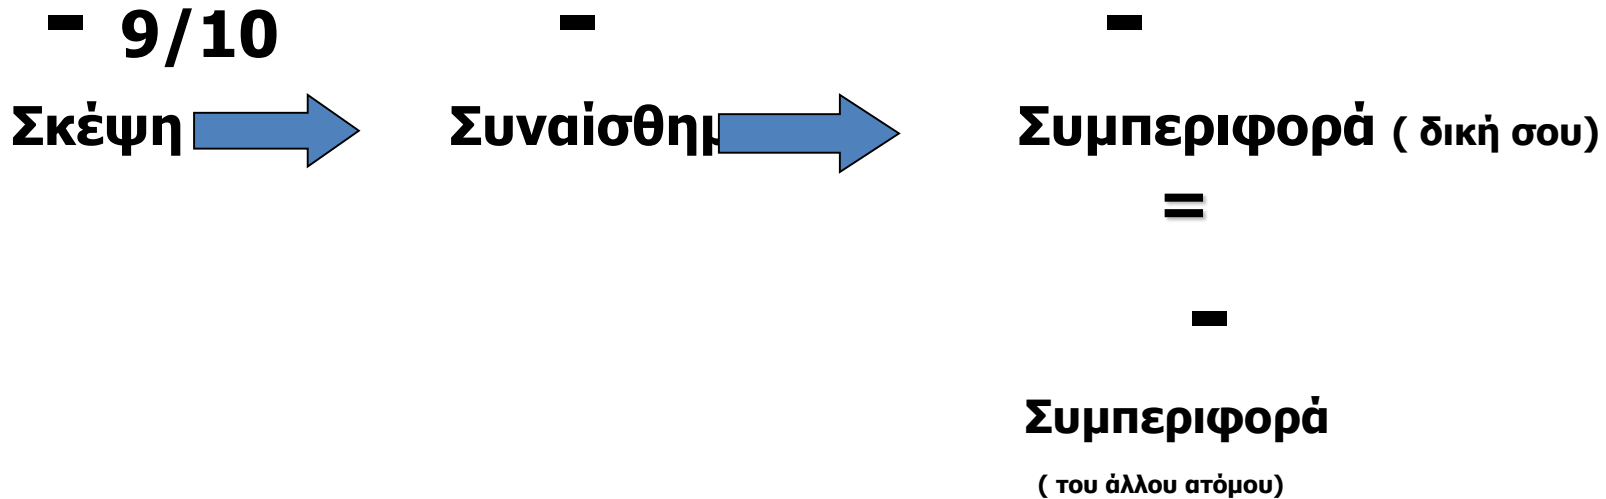 - 9/10 - -
Σκέψη Συναίσθημ Συμπεριφορά ( δική σου)
=
-
Συμπεριφορά
( του άλλου ατόμου)